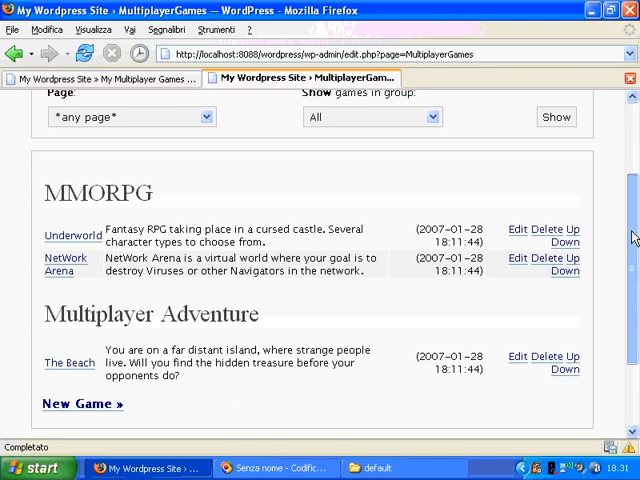 My Wordpress Site › MultiplayerGames — WordPress - Mozilla Firefox
File Modifica Visualizza Vai Segnalibri Strumenti ?
http://localhost:8088/wordpress/wp-admin/edit.php?page=MultiplayerGames
My Wordpress Site » My Multiplayer Games ... My Wordpress Site › MultiplayerGam...
Page: Show games in group:
*any page* All Show
MMORPG
Underworld Fantasy RPG taking place in a cursed castle. Several (2007-01-28 Edit Delete Up
character types to choose from. 18:11:44) Down
NetWork NetWork Arena is a virtual world where your goal is to (2007-01-28 Edit Delete Up
Arena destroy Viruses or other Navigators in the network. 18:11:44) Down
Multiplayer Adventure
You are on a far distant island, where strange people (2007-01-28 Edit Delete Up
The Beach live. Will you find the hidden treasure before your 18:11:44) Down
opponents do?
New Game »
Completato
start My Wordpress Site › ... Senza nome - Codific... default 18.31